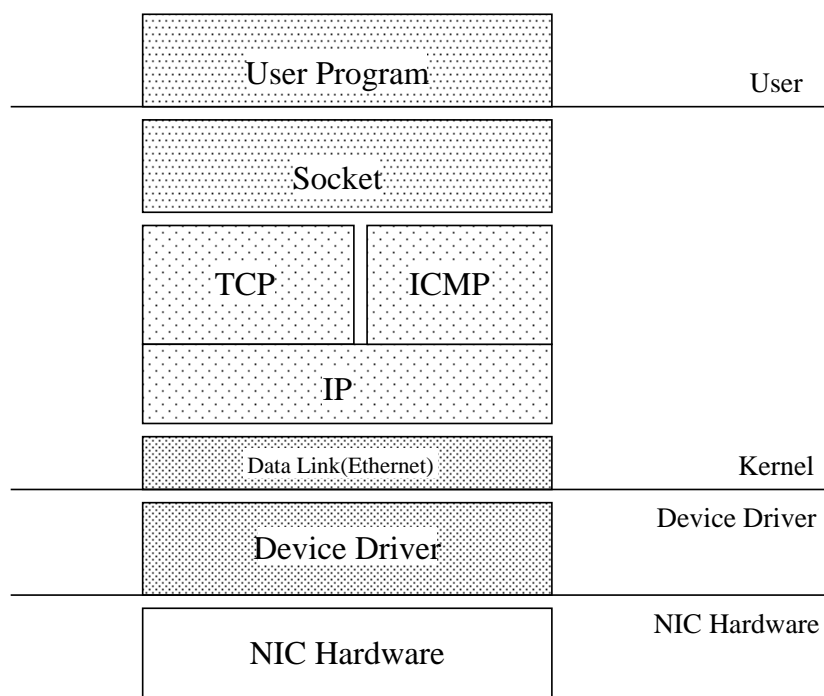 User Program
User
Socket
TCP
ICMP
IP
Data Link(Ethernet)
Kernel
Device Driver
Device Driver
NIC Hardware
NIC Hardware